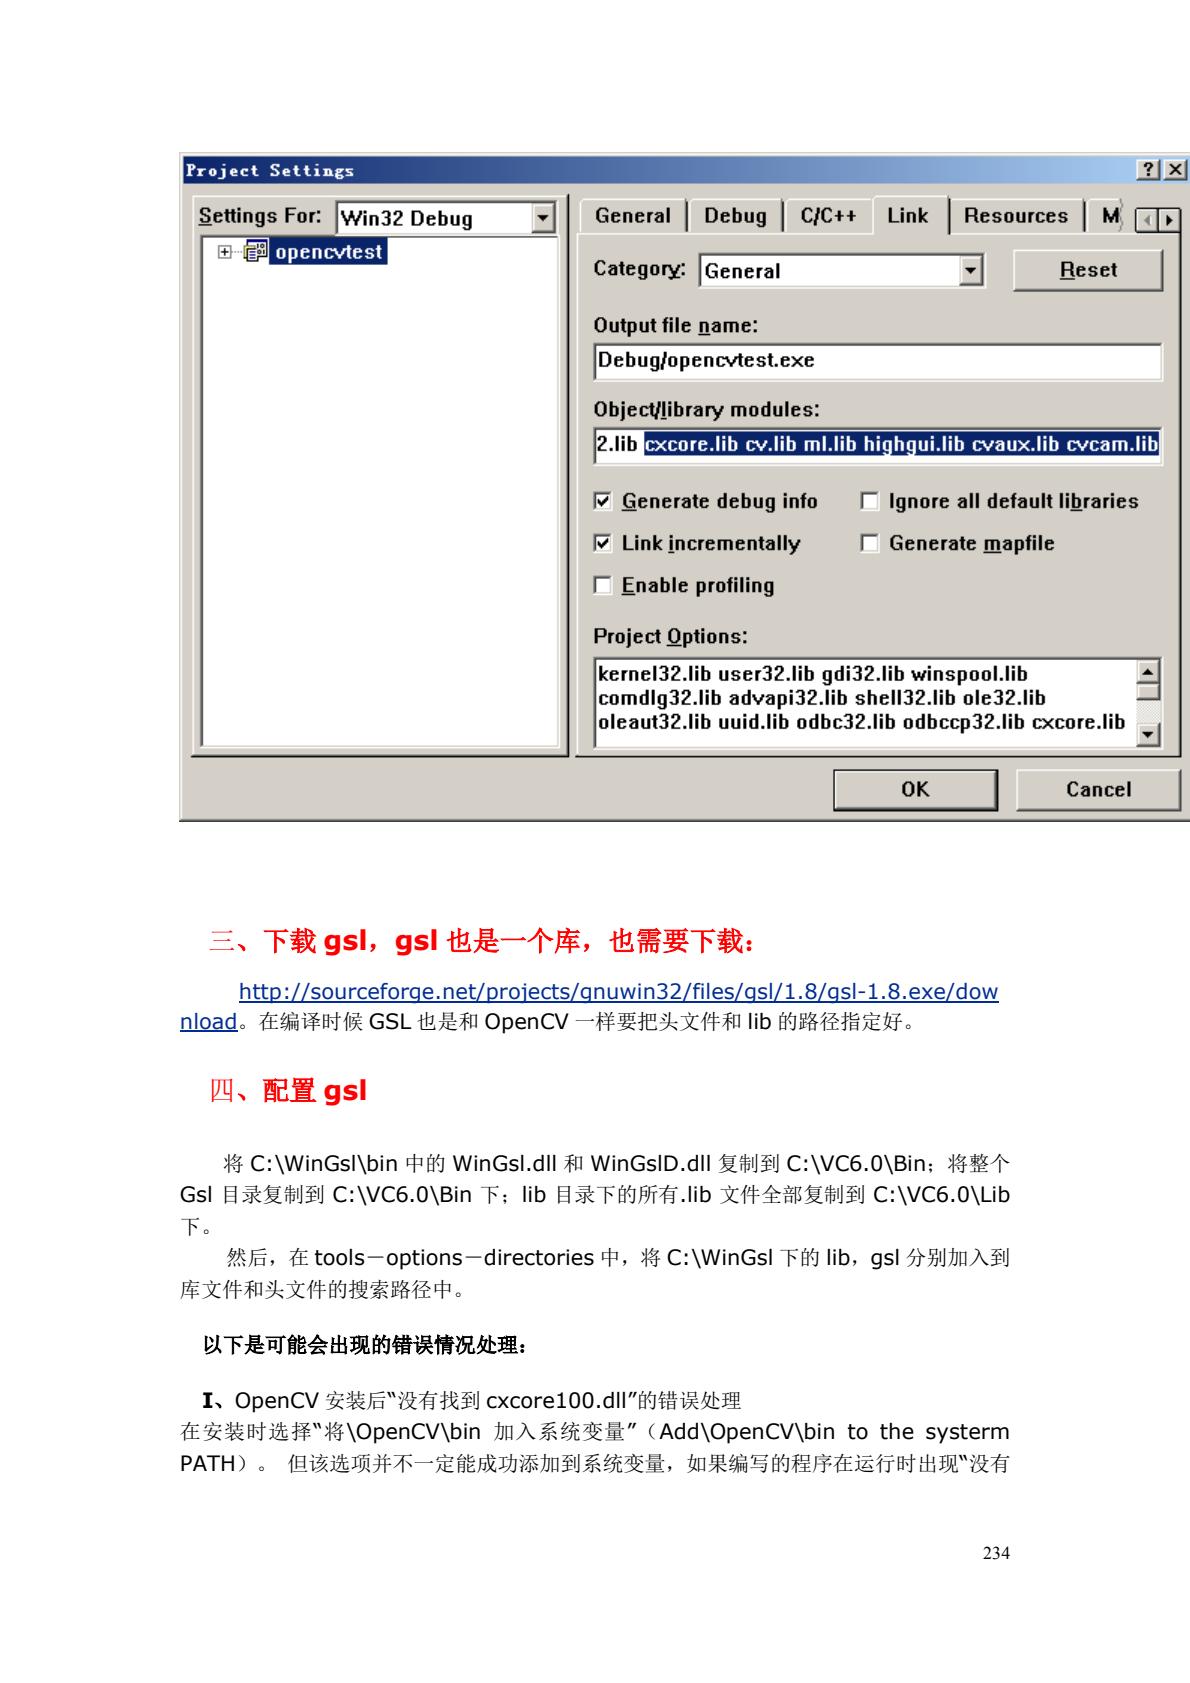 Project Settings
Settings For: Win32 Debug
opencvtest
General Debug C/C++ Link Resources M
Category: General Reset
Output file name:
Debug/opencvtest.exe
Object/library modules:
2.lib cxcore.lib cv.lib ml.lib highgui.lib cvaux.lib cvcam.lib
Generate debug info Ignore all default libraries
Link incrementally Generate mapfile
Enable profiling
Project Options:
kernel32.lib user32.lib gdi32.lib winspool.lib
comdlg32.lib advapi32.lib shell32.lib ole32.lib
oleaut32.lib uuid.lib odbc32.lib odbccp32.lib cxcore.lib
OK Cancel
三、下载 gsl，gsl 也是一个库，也需要下载：
http://sourceforge.net/projects/gnuwin32/files/gsl/1.8/gsl-1.8.exe/dow
nload。在编译时候 GSL 也是和 OpenCV 一样要把头文件和 lib 的路径指定好。
四、配置 gsl
将 C:\WinGsl\bin 中的 WinGsl.dll 和 WinGslD.dll 复制到 C:\VC6.0\Bin；将整个
Gsl 目录复制到 C:\VC6.0\Bin 下；lib 目录下的所有.lib 文件全部复制到 C:\VC6.0\Lib
下。
然后，在 tools－options－directories 中，将 C:\WinGsl 下的 lib，gsl 分别加入到
库文件和头文件的搜索路径中。
以下是可能会出现的错误情况处理：
I、OpenCV 安装后“没有找到 cxcore100.dll”的错误处理
在安装时选择“将\OpenCV\bin 加入系统变量”（Add\OpenCV\bin to the systerm
PATH）。 但该选项并不一定能成功添加到系统变量，如果编写的程序在运行时出现“没有
234